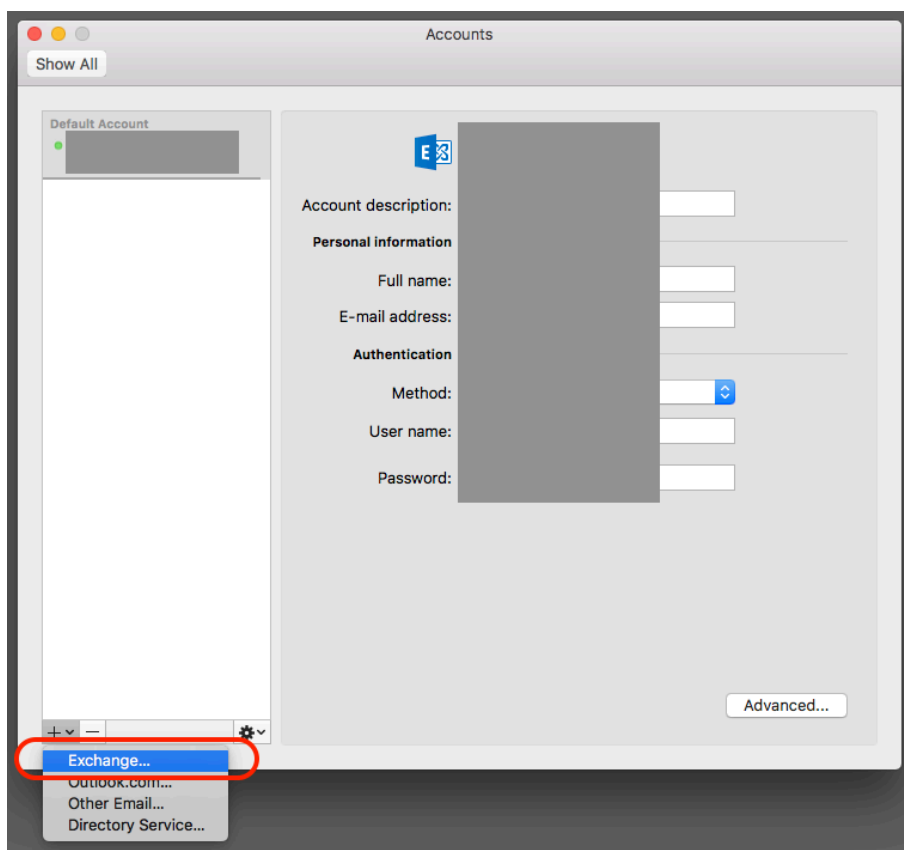 Accounts
Show All
Default Account
E
Account description:
Personal information
Full name:
E-mail address:
Authentication
Method:
User name:
Password:
Advanced...
Exchange...
Outlook.com...
Other Email...
Directory Service...